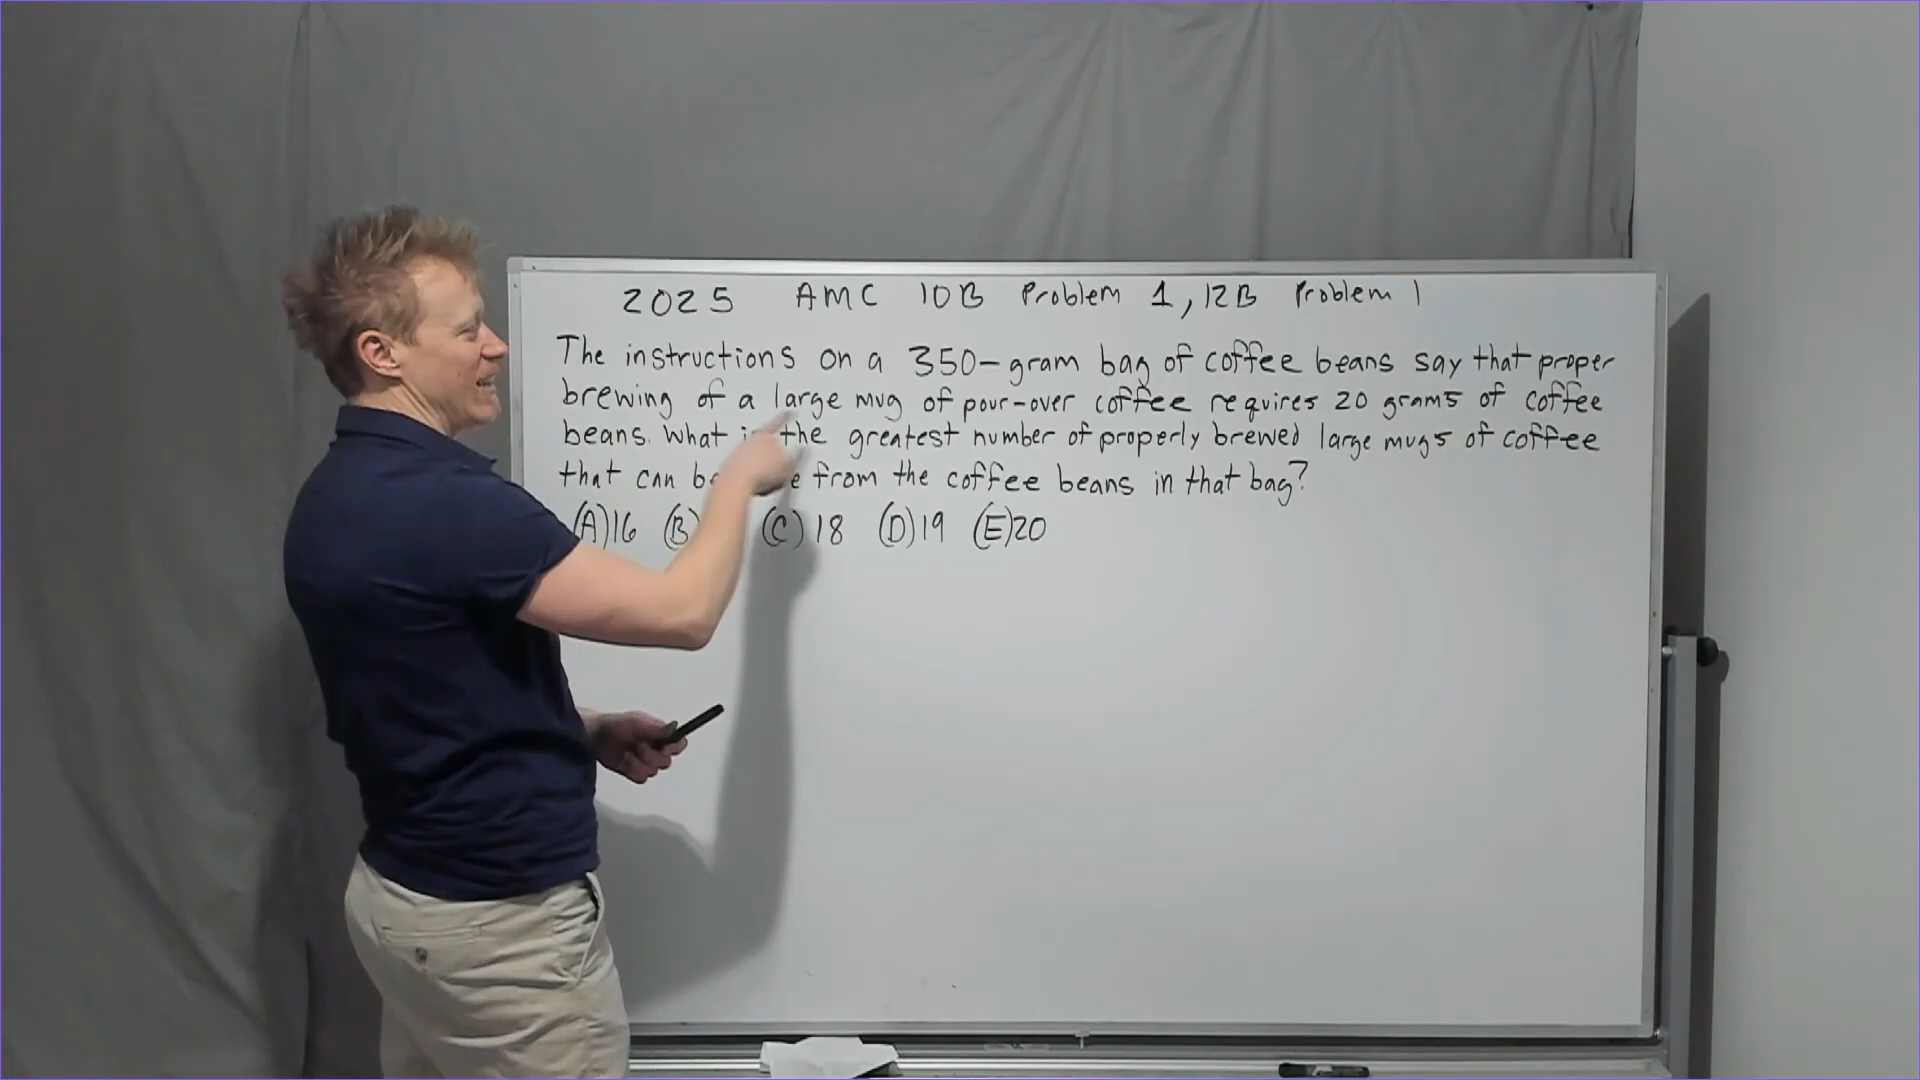 2025 AMC 10B Problem 1, 12B Problem 1
The instructions on a 350-gram bag of coffee beans say that proper
brewing of a large mug of pour-over coffee requires 20 grams of coffee
beans. What the greatest number of properly brewed large mugs of coffee
that can from the coffee beans in that bag?
(A) 16 (B) (C) 18 (D) 19 (E) 20